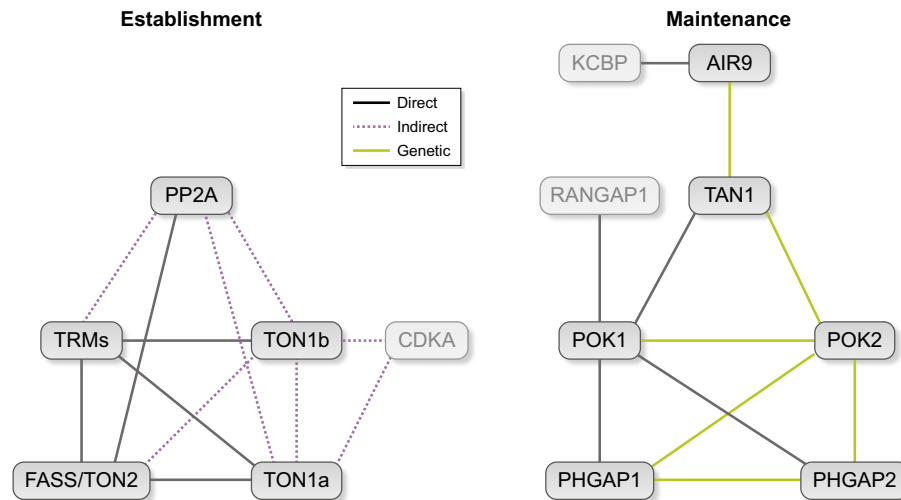 Establishment
Maintenance
KCBP
AIR9
Direct
Indirect
Genetic
PP2A
RANGAP1
TAN1
TRMs
TON1b
CDKA
POK1
POK2
FASS/TON2
TON1a
PHGAP1
PHGAP2